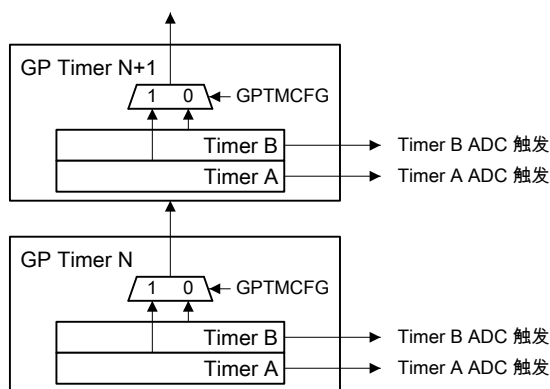 GP Timer N+1
1 0 GPTMCFG
Timer B Timer B ADC 触发
Timer A Timer A ADC 触发
GP Timer N
1 0 GPTMCFG
Timer B Timer B ADC 触发
Timer A Timer A ADC 触发